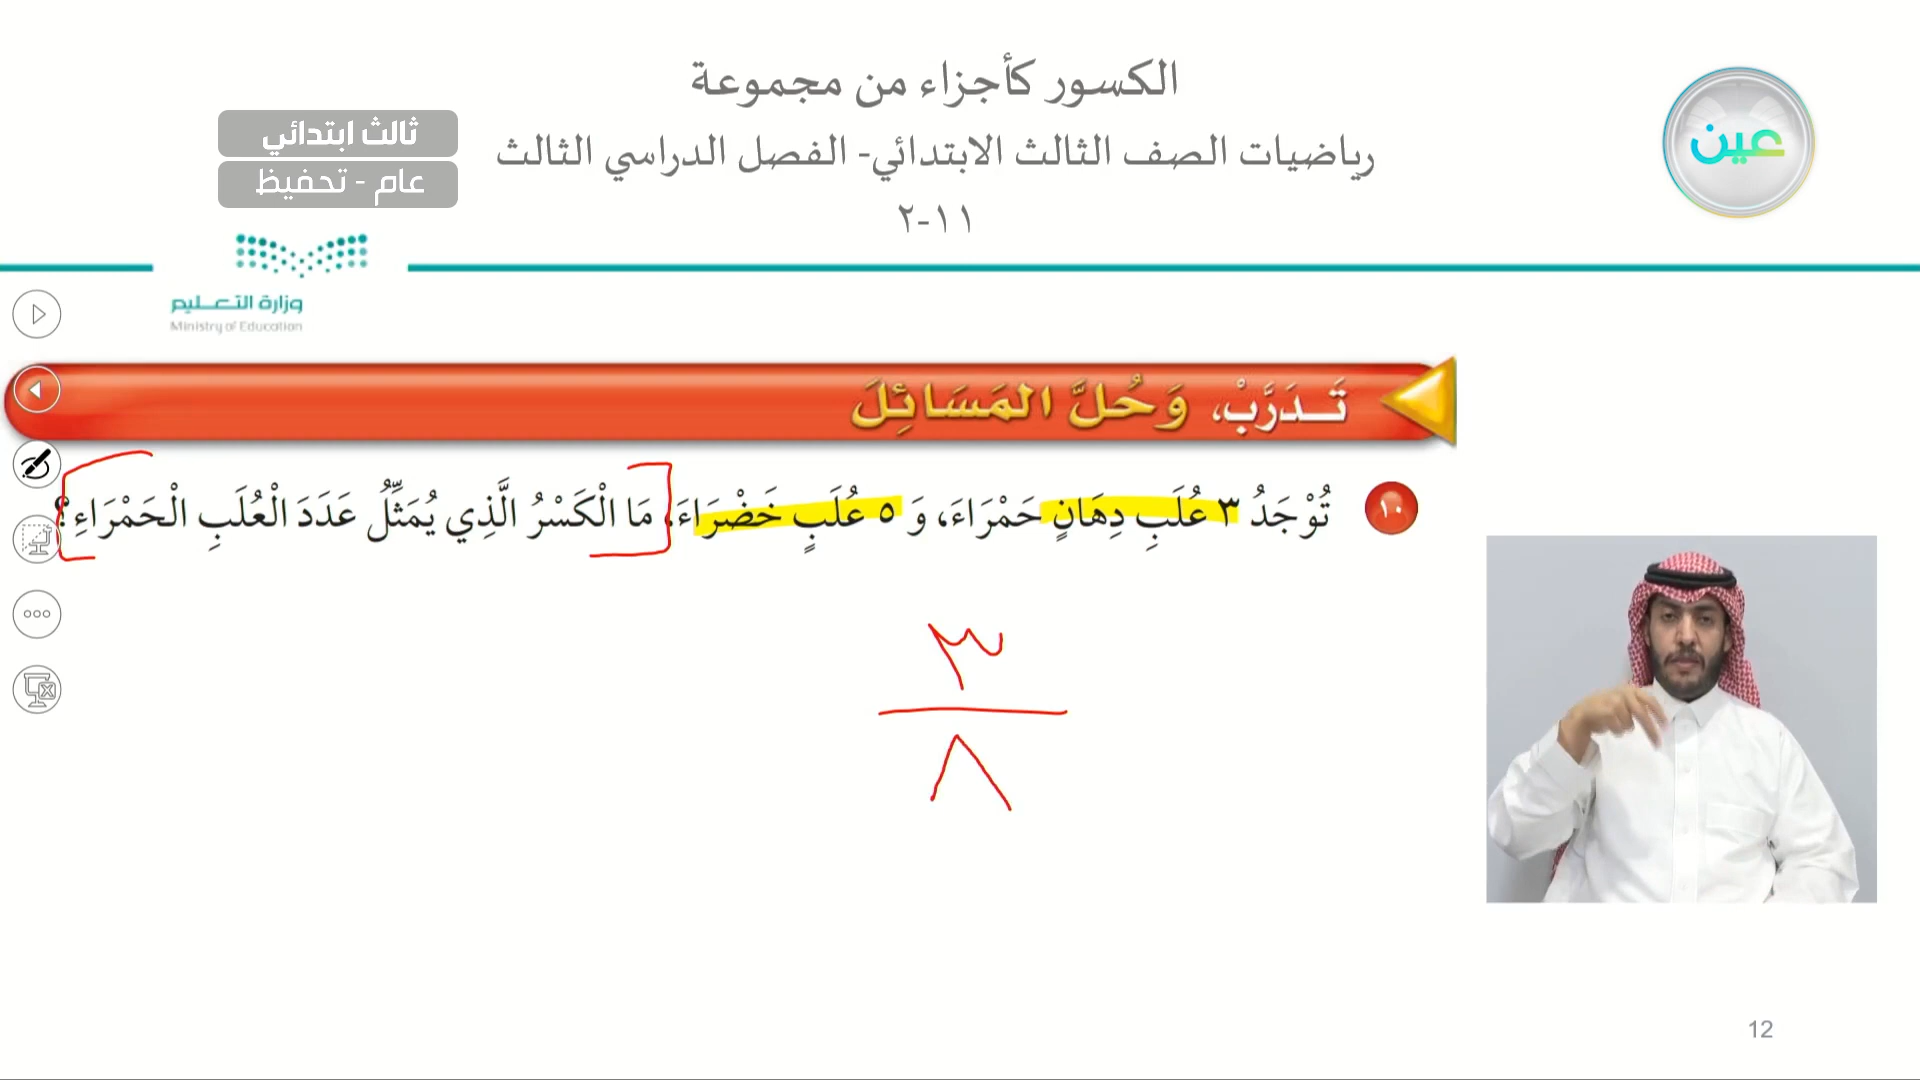 الكسور كأجزاء من مجموعة
رياضيات الصف الثالث الابتدائي- الفصل الدراسي الثالث
١١-٢
عين
ثالث ابتدائي
عام - تحفيظ
وزارة التعليم
Ministry of Education
تَدَرَّبْ، وَحُلَّ المَسَائِلَ
١٠ تُوْجَدُ ٣ عُلَبِ دِهَانٍ حَمْرَاءَ، وَ ٥ عُلَبٍ خَضْرَاءَ، مَا الْكَسْرُ الَّذِي يُمَثِّلُ عَدَدَ الْعُلَبِ الْحَمْرَاءِ؟
٣
٨
12